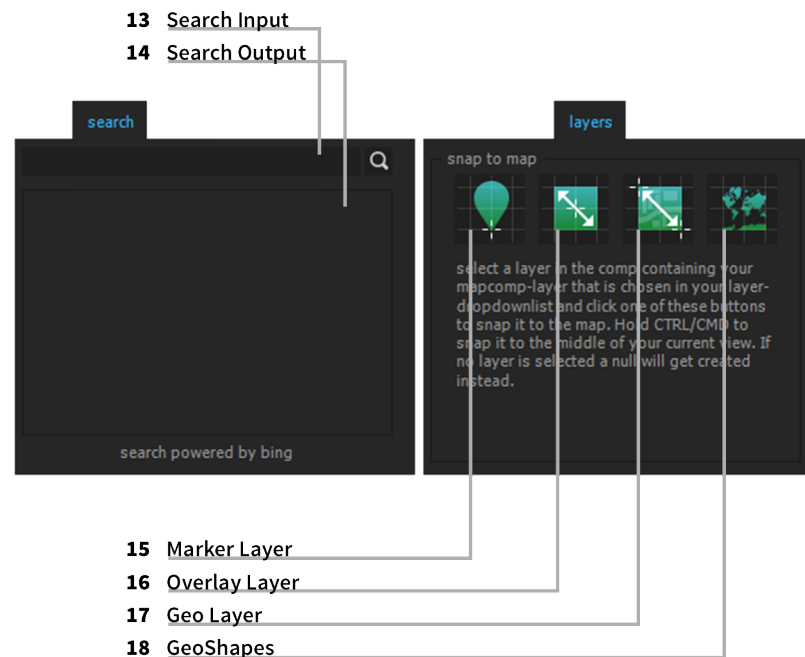 13 Search Input
14 Search Output
search
layers
snap to map
select a layer in the comp containing your
mapcomp-layer that is chosen in your layer-
dropdownlist and click one of these buttons
to snap it to the map. Hold CTRL/CMD to
snap it to the middle of your current view. If
no layer is selected a null will get created
instead.
search powered by bing
15 Marker Layer
16 Overlay Layer
17 Geo Layer
18 GeoShapes